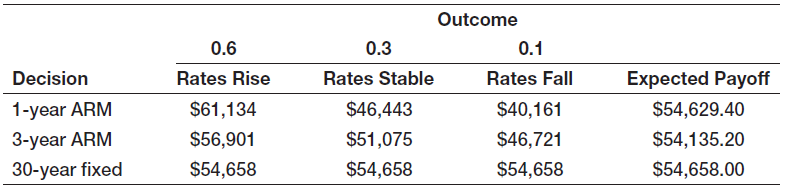 Outcome
0.6 0.3 0.1
Decision Rates Rise Rates Stable Rates Fall Expected Payoff
1-year ARM $61,134 $46,443 $40,161 $54,629.40
3-year ARM $56,901 $51,075 $46,721 $54,135.20
30-year fixed $54,658 $54,658 $54,658 $54,658.00